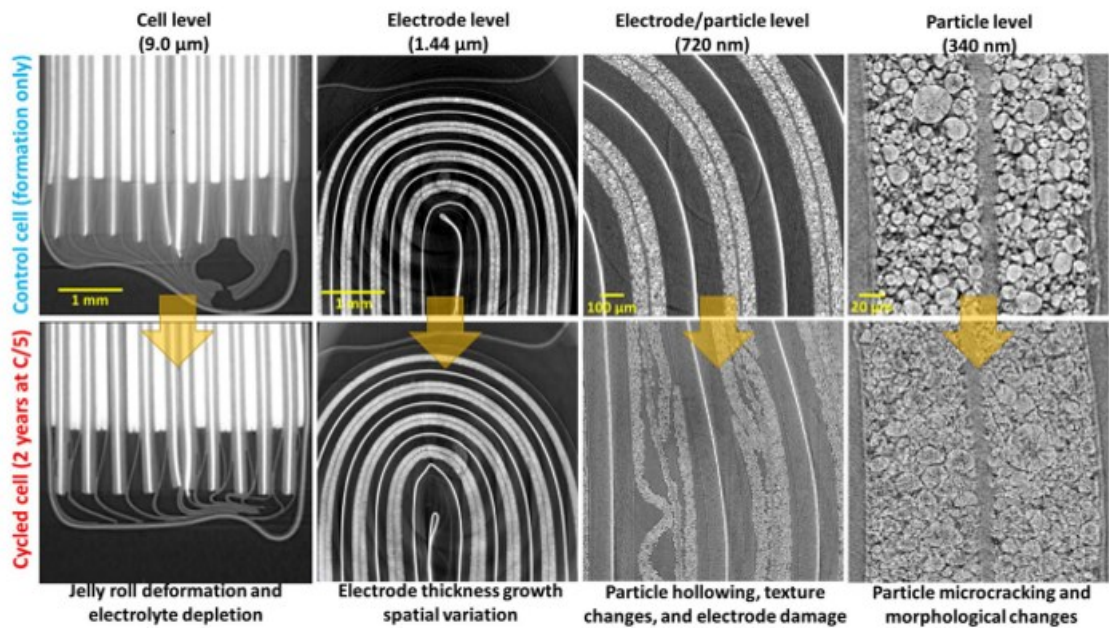 Cell level
(9.0 µm)
Electrode level
(1.44 µm)
Electrode/particle level
(720 nm)
Particle level
(340 nm)
Control cell (formation only)
1 mm
1 mm
100 µm
20 µm
Cycled cell (2 years at C/5)
Jelly roll deformation and
electrolyte depletion
Electrode thickness growth
spatial variation
Particle hollowing, texture
changes, and electrode damage
Particle microcracking and
morphological changes